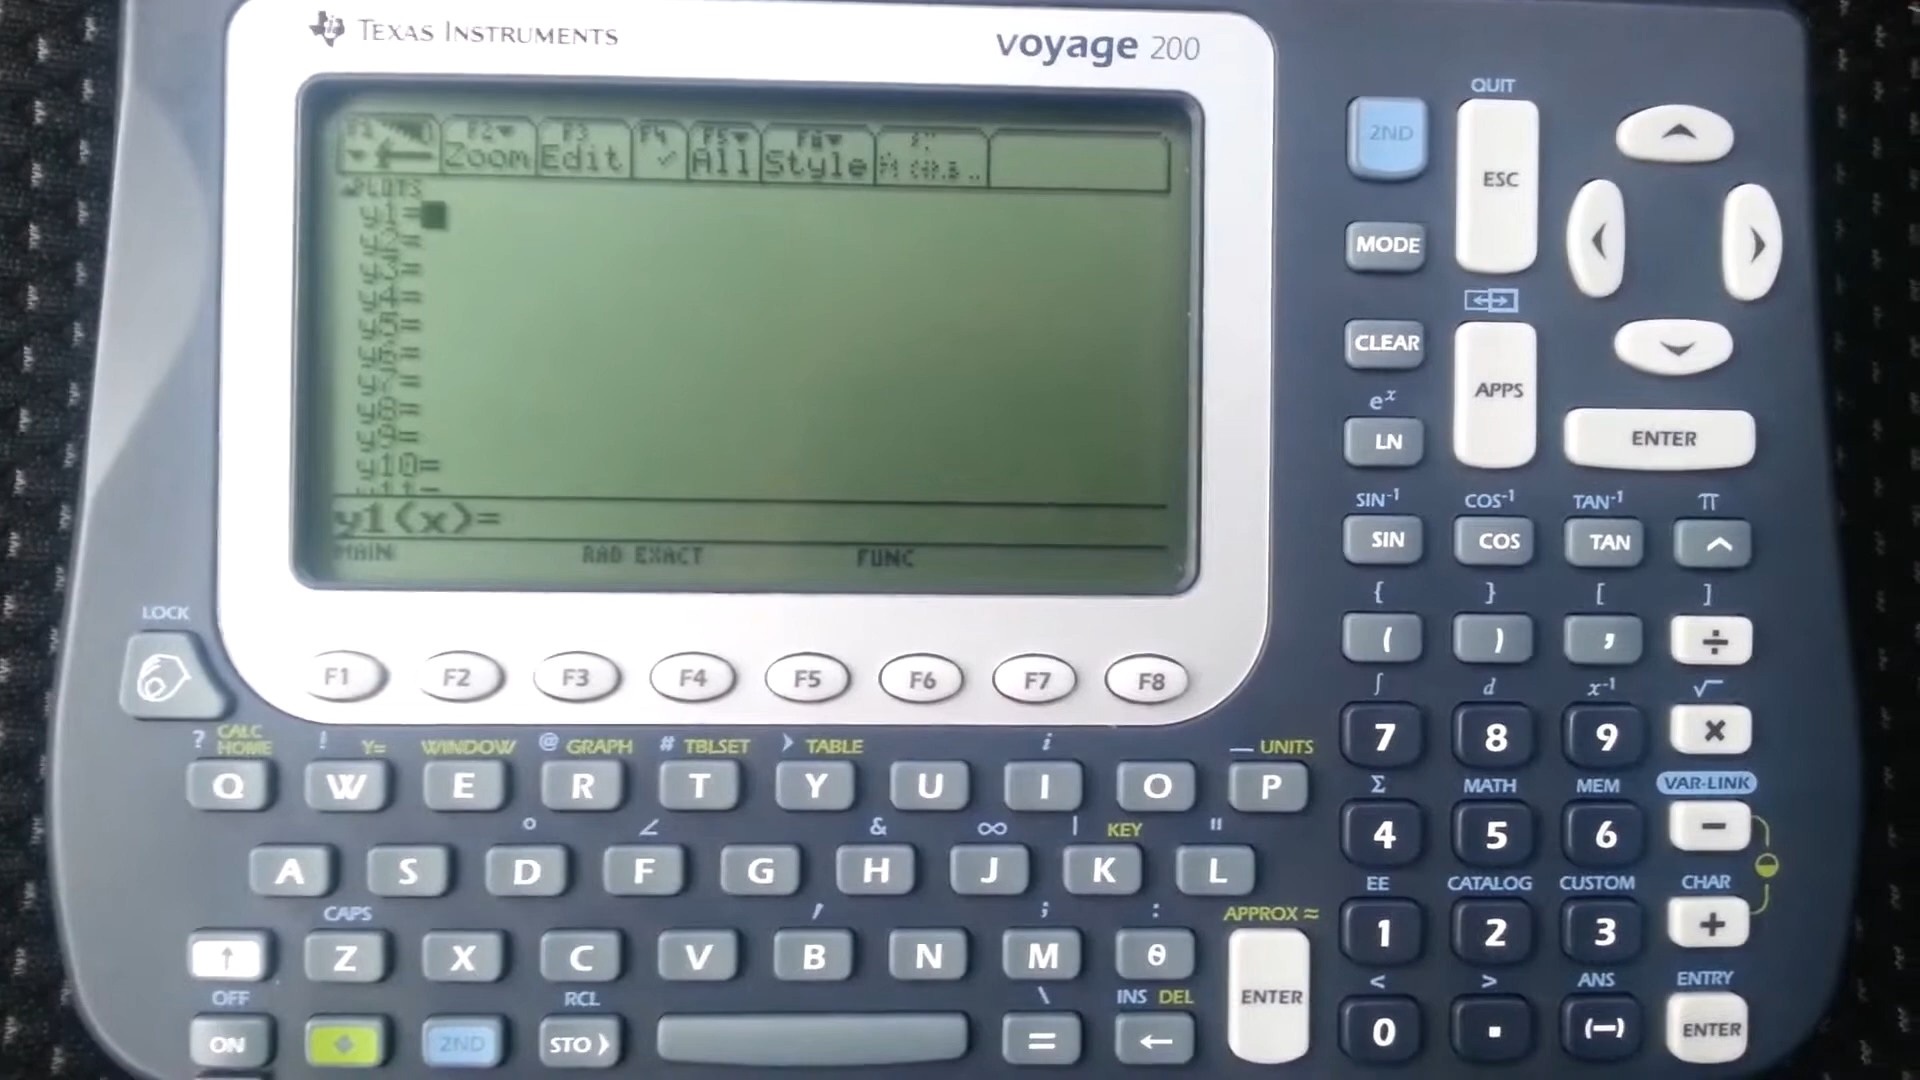 TEXAS INSTRUMENTS
voyage 200
F1 F2 F3 F4 F5 F6
Zoom Edit ✓ All Style
PLOTS
y1=
y2=
y3=
y4=
y5=
y6=
y7=
y8=
y9=
y10=
y1(x)=
MAIN RAD EXACT FUNC
F1 F2 F3 F4 F5 F6 F7 F8
LOCK
QUIT
2ND ESC
MODE
CLEAR APPS
eˣ
LN ENTER
SIN⁻¹ COS⁻¹ TAN⁻¹ π
SIN COS TAN ^
{ } [ ]
( ) , ÷
∫ d x⁻¹ √
7 8 9 ×
Σ MATH MEM VAR-LINK
4 5 6 −
EE CATALOG CUSTOM CHAR
1 2 3 +
< > ANS ENTRY
0 . (−) ENTER
? CALC HOME ! Y= WINDOW @ GRAPH # TBLSET > TABLE i _ UNITS
Q W E R T Y U I O P
° ∠ & ∞ | KEY "
A S D F G H J K L
CAPS ′ ; : APPROX ≈
↑ Z X C V B N M θ ENTER
OFF RCL \ INS DEL
ON ◆ 2ND STO> = ←